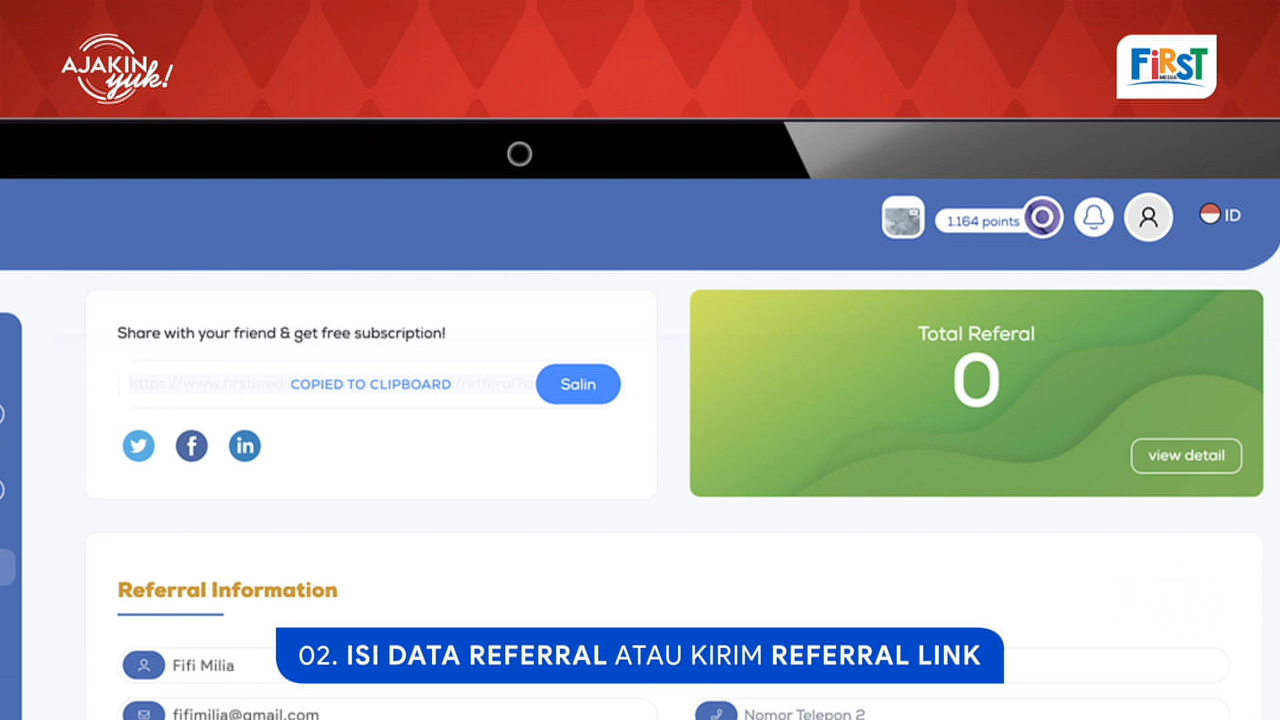 AJAKIN
yuk!
FiRST
MEDIA
1.164 points
ID
Share with your friend & get free subscription!
https://www.firstmedi
COPIED TO CLIPBOARD
Salin
Total Referal
0
view detail
Referral Information
Fifi Milia
02. ISI DATA REFERRAL ATAU KIRIM REFERRAL LINK
fifimilia@gmail.com
Nomor Telepon 2